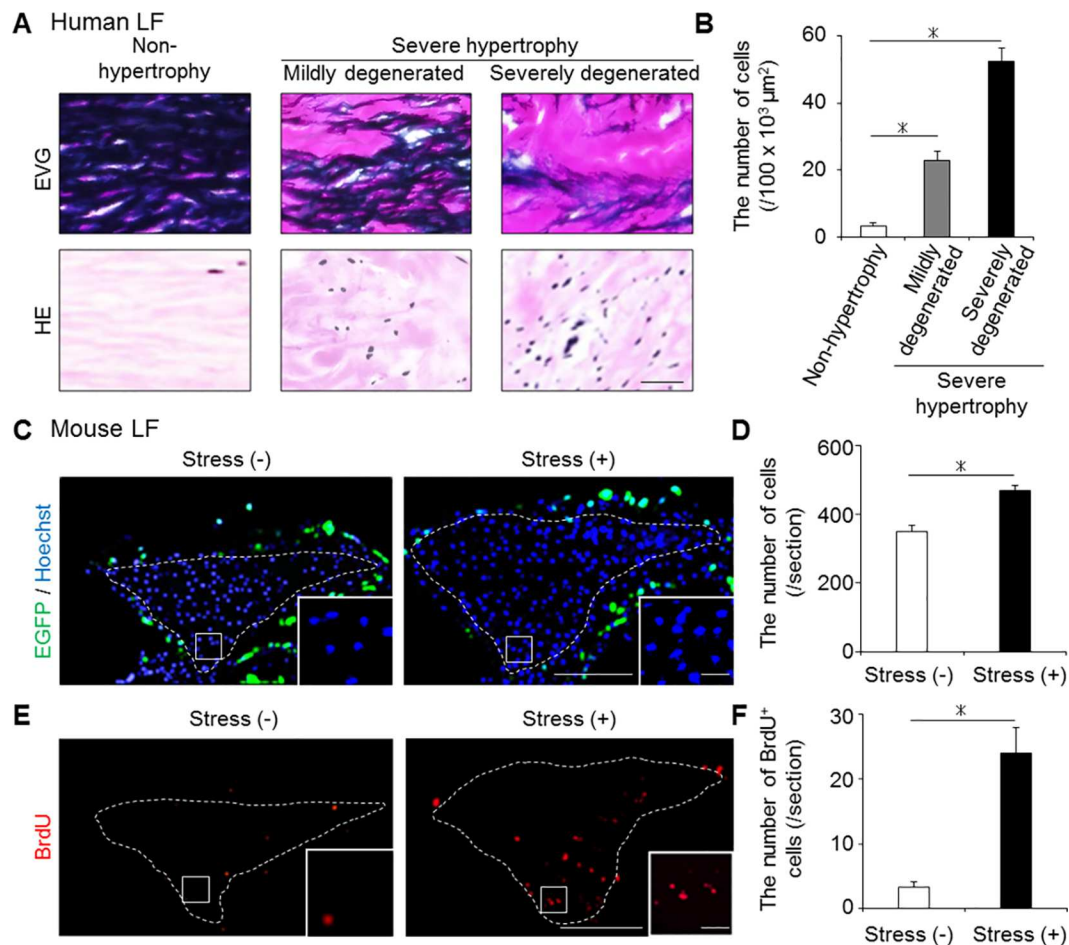 A Human LF
Non-
hypertrophy
Severe hypertrophy
Mildly degenerated
Severely degenerated
EVG
HE
B
The number of cells
(/100 x 10³ μm²)
60
40
20
0
*
*
Non-hypertrophy
Mildly
degenerated
Severely
degenerated
Severe
hypertrophy
C Mouse LF
Stress (-)
Stress (+)
EGFP / Hoechst
D
The number of cells
(/section)
600
400
200
0
*
Stress (-)
Stress (+)
E
Stress (-)
Stress (+)
BrdU
F
The number of BrdU⁺
cells (/section)
30
20
10
0
*
Stress (-)
Stress (+)